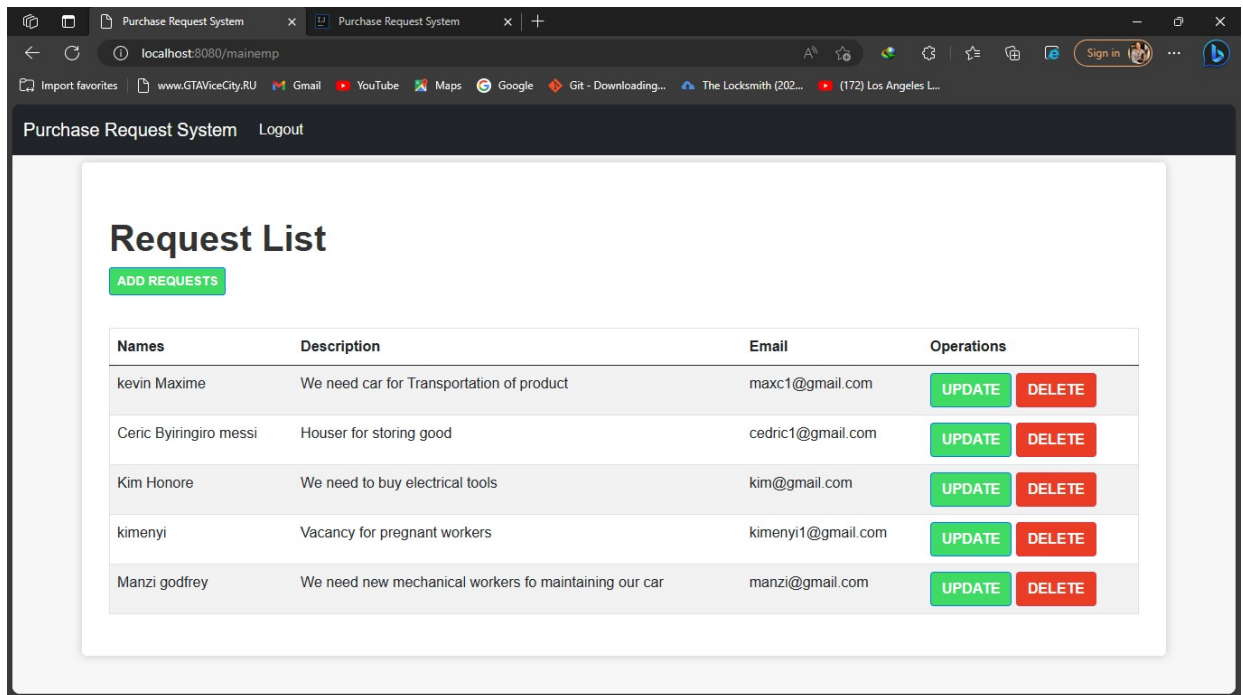 Purchase Request System
Purchase Request System
localhost:8080/mainemp
Sign in
Import favorites www.GTAViceCity.RU Gmail YouTube Maps Google Git - Downloading... The Locksmith (202... (172) Los Angeles L...
Purchase Request System Logout
Request List
ADD REQUESTS
Names Description Email Operations
kevin Maxime We need car for Transportation of product maxc1@gmail.com UPDATE DELETE
Ceric Byiringiro messi Houser for storing good cedric1@gmail.com UPDATE DELETE
Kim Honore We need to buy electrical tools kim@gmail.com UPDATE DELETE
kimenyi Vacancy for pregnant workers kimenyi1@gmail.com UPDATE DELETE
Manzi godfrey We need new mechanical workers fo maintaining our car manzi@gmail.com UPDATE DELETE